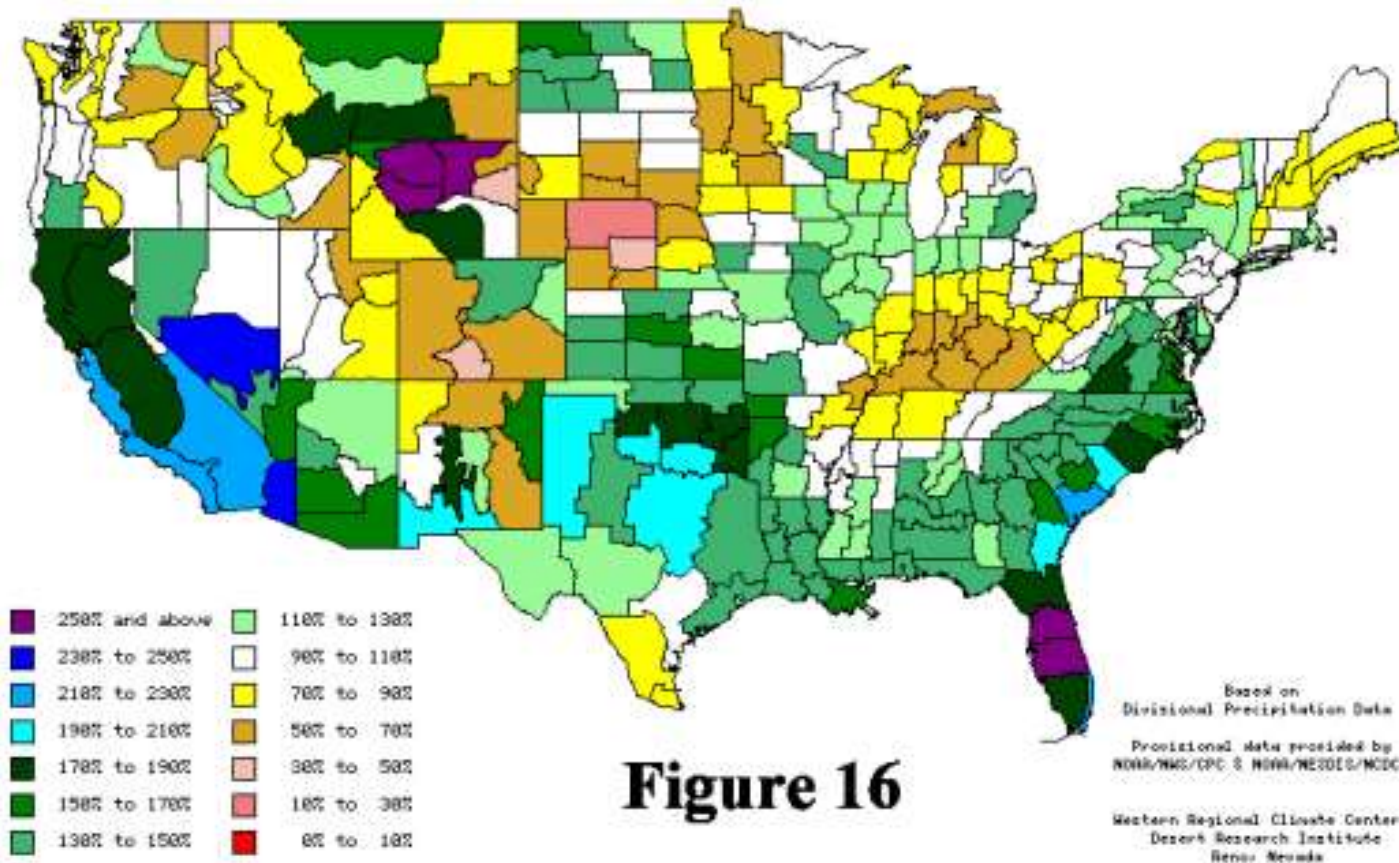 250% and above
230% to 250%
210% to 230%
190% to 210%
170% to 190%
150% to 170%
130% to 150%
110% to 130%
90% to 110%
70% to 90%
50% to 70%
30% to 50%
10% to 30%
0% to 10%
Figure 16
Based on
Divisional Precipitation Data
Provisional data provided by
NOAA/NWS/CPC & NOAA/NESDIS/NCDC
Western Regional Climate Center
Desert Research Institute
Reno, Nevada